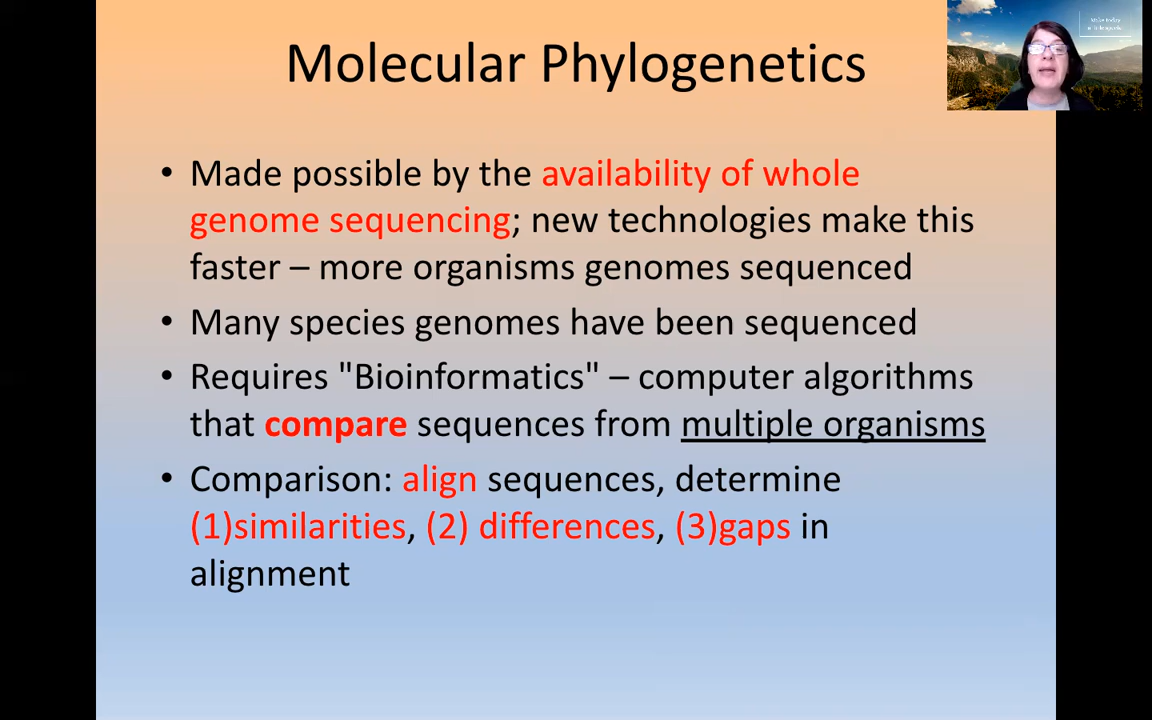 Molecular Phylogenetics
• Made possible by the availability of whole
genome sequencing; new technologies make this
faster – more organisms genomes sequenced
• Many species genomes have been sequenced
• Requires "Bioinformatics" – computer algorithms
that compare sequences from multiple organisms
• Comparison: align sequences, determine
(1)similarities, (2) differences, (3)gaps in
alignment